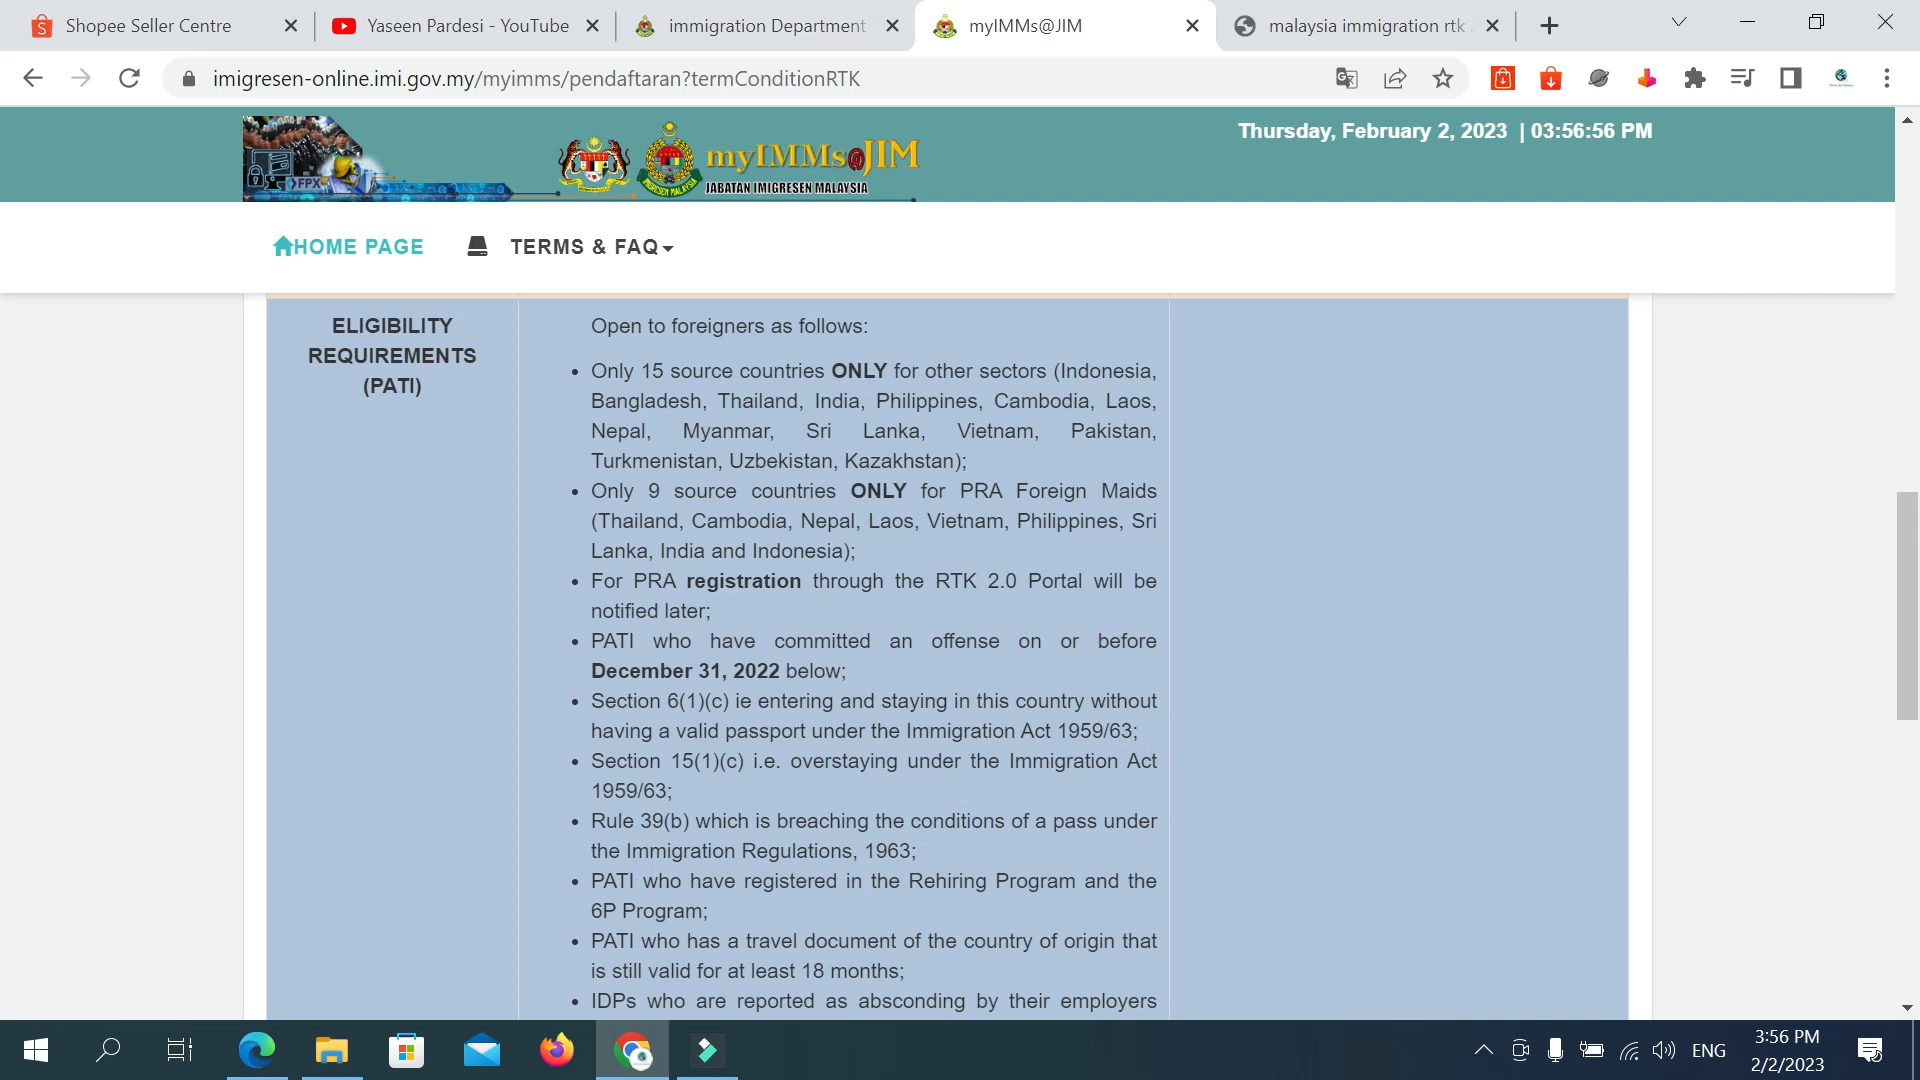 Shopee Seller Centre
Yaseen Pardesi - YouTube
immigration Department
myIMMs@JIM
malaysia immigration rtk
imigresen-online.imi.gov.my/myimms/pendaftaran?termConditionRTK
FPX
myIMMs@JIM
JABATAN IMIGRESEN MALAYSIA
Thursday, February 2, 2023 | 03:56:56 PM
HOME PAGE
TERMS & FAQ
ELIGIBILITY
REQUIREMENTS
(PATI)
Open to foreigners as follows:
• Only 15 source countries ONLY for other sectors (Indonesia,
Bangladesh, Thailand, India, Philippines, Cambodia, Laos,
Nepal, Myanmar, Sri Lanka, Vietnam, Pakistan,
Turkmenistan, Uzbekistan, Kazakhstan);
• Only 9 source countries ONLY for PRA Foreign Maids
(Thailand, Cambodia, Nepal, Laos, Vietnam, Philippines, Sri
Lanka, India and Indonesia);
• For PRA registration through the RTK 2.0 Portal will be
notified later;
• PATI who have committed an offense on or before
December 31, 2022 below;
• Section 6(1)(c) ie entering and staying in this country without
having a valid passport under the Immigration Act 1959/63;
• Section 15(1)(c) i.e. overstaying under the Immigration Act
1959/63;
• Rule 39(b) which is breaching the conditions of a pass under
the Immigration Regulations, 1963;
• PATI who have registered in the Rehiring Program and the
6P Program;
• PATI who has a travel document of the country of origin that
is still valid for at least 18 months;
• IDPs who are reported as absconding by their employers
ENG
3:56 PM
2/2/2023